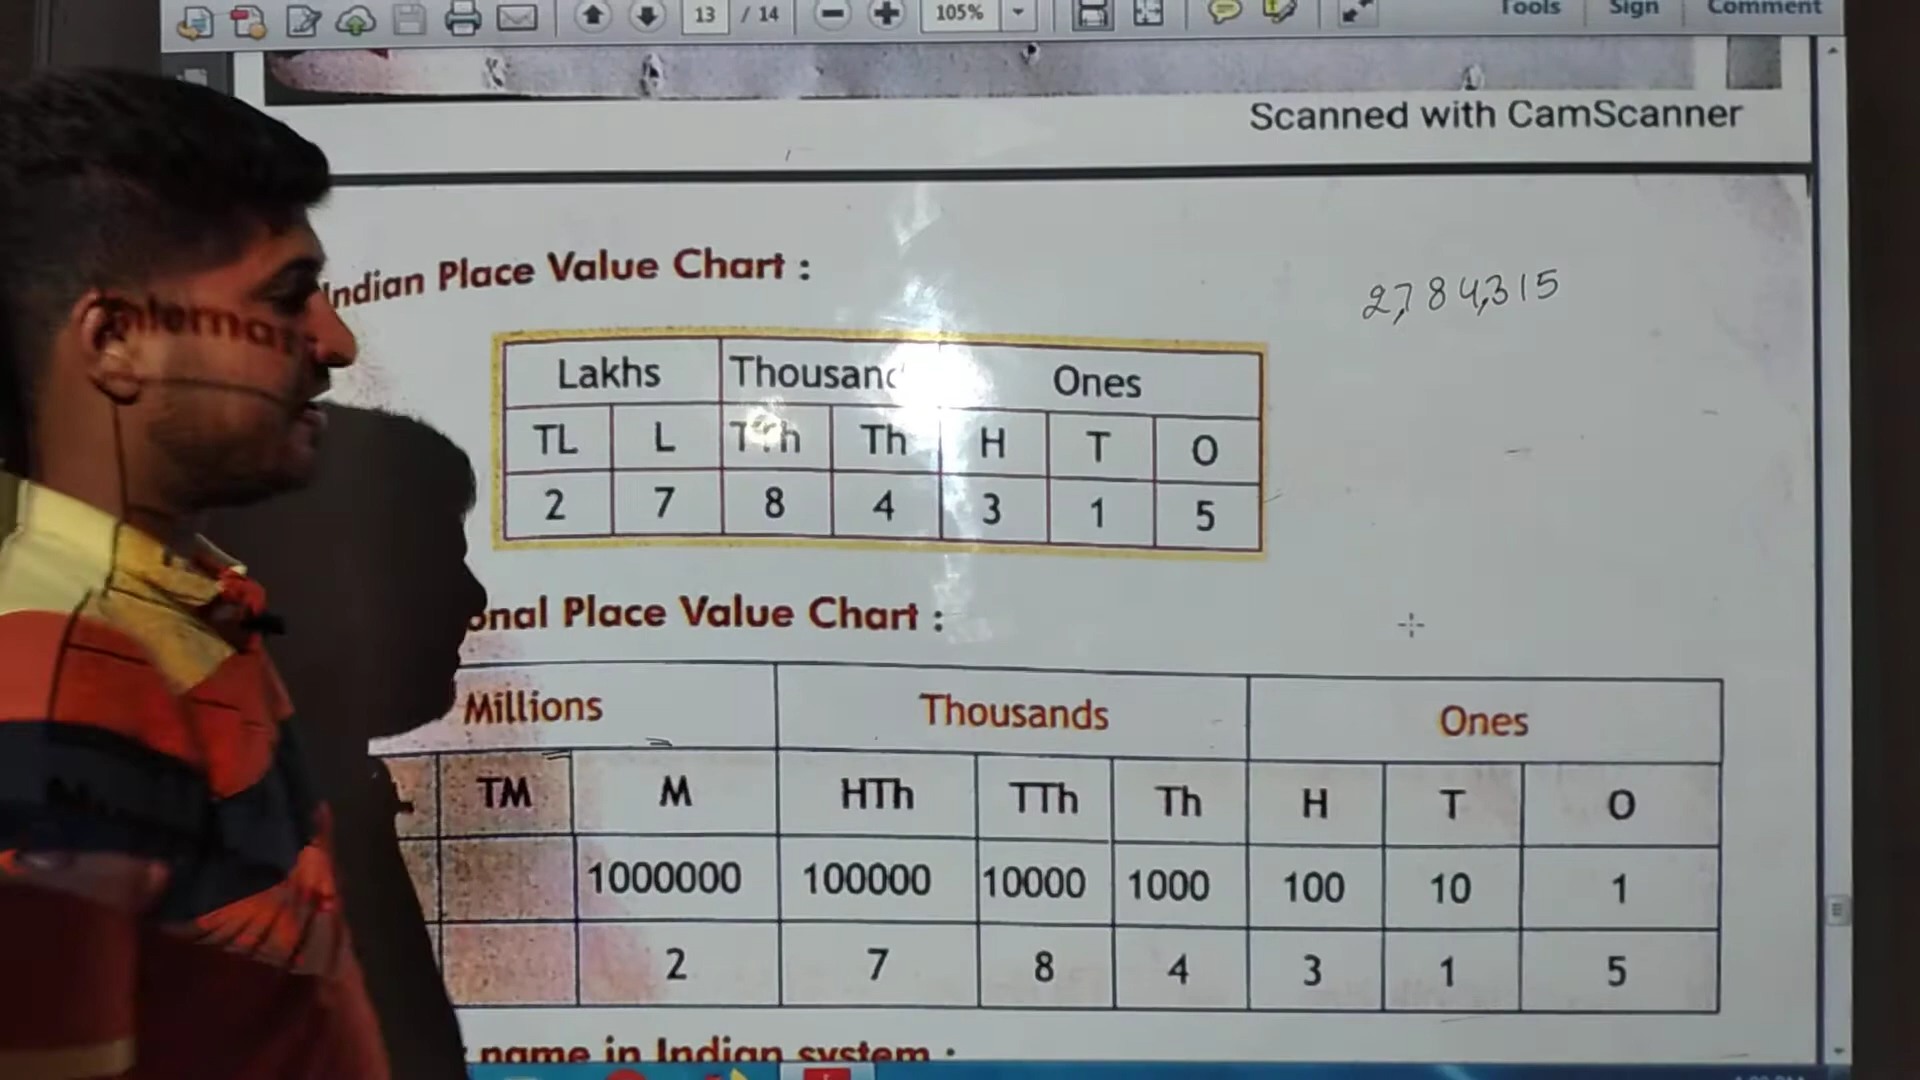 13 / 14
105%
Tools
Sign
Comment
Scanned with CamScanner
Indian Place Value Chart :
2,784,315
Lakhs Ones
TL L Th H T O
2 7 8 4 3 1 5
Place Value Chart :
Millions Thousands Ones
TM M HTh TTh Th H T O
1000000 100000 10000 1000 100 10 1
2 7 8 4 3 1 5
name in Indian system :